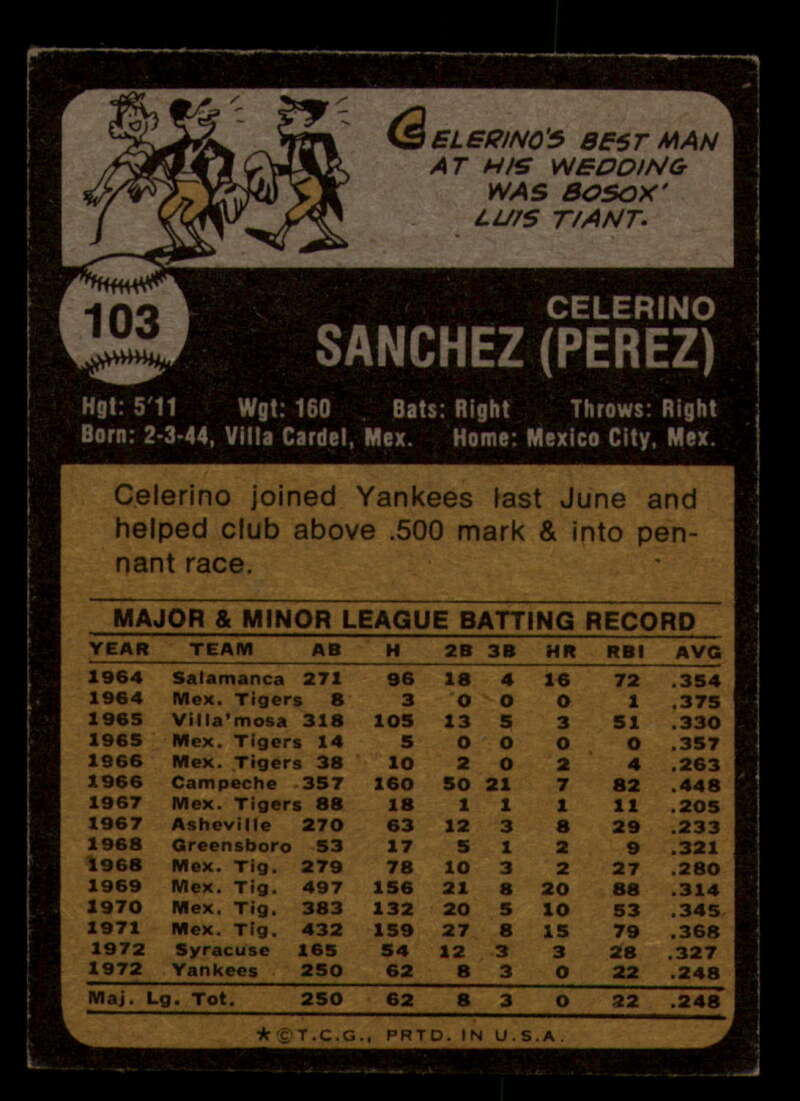 CELERINO'S BEST MAN
AT HIS WEDDING
WAS BOSOX'
LUIS TIANT.
103
CELERINO
SANCHEZ (PEREZ)
Hgt: 5'11 Wgt: 160 Bats: Right Throws: Right
Born: 2-3-44, Villa Cardel, Mex. Home: Mexico City, Mex.
Celerino joined Yankees last June and
helped club above .500 mark & into pen-
nant race.
MAJOR & MINOR LEAGUE BATTING RECORD
YEAR TEAM AB H 2B 3B HR RBI AVG
1964 Salamanca 271 96 18 4 16 72 .354
1964 Mex. Tigers 8 3 0 0 0 1 .375
1965 Villa'mosa 318 105 13 5 3 51 .330
1965 Mex. Tigers 14 5 0 0 0 0 .357
1966 Mex. Tigers 38 10 2 0 2 4 .263
1966 Campeche 357 160 50 21 7 82 .448
1967 Mex. Tigers 88 18 1 1 1 11 .205
1967 Asheville 270 63 12 3 8 29 .233
1968 Greensboro 53 17 5 1 2 9 .321
1968 Mex. Tig. 279 78 10 3 2 27 .280
1969 Mex. Tig. 497 156 21 8 20 88 .314
1970 Mex. Tig. 383 132 20 5 10 53 .345
1971 Mex. Tig. 432 159 27 8 15 79 .368
1972 Syracuse 165 54 12 3 3 28 .327
1972 Yankees 250 62 8 3 0 22 .248
Maj. Lg. Tot. 250 62 8 3 0 22 .248
★©T.C.G., PRTD. IN U.S.A.